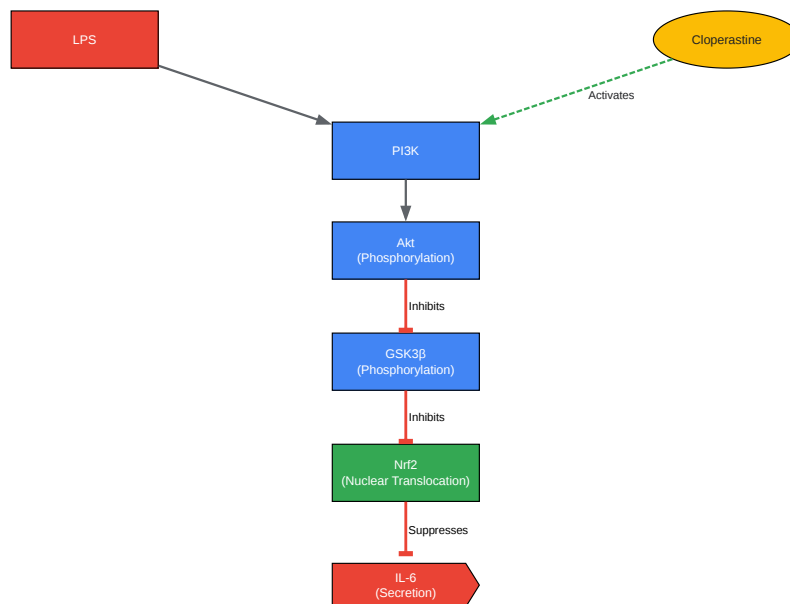 LPS
Cloperastine
Activates
PI3K
Akt
(Phosphorylation)
Inhibits
GSK3β
(Phosphorylation)
Inhibits
Nrf2
(Nuclear Translocation)
Suppresses
IL-6
(Secretion)